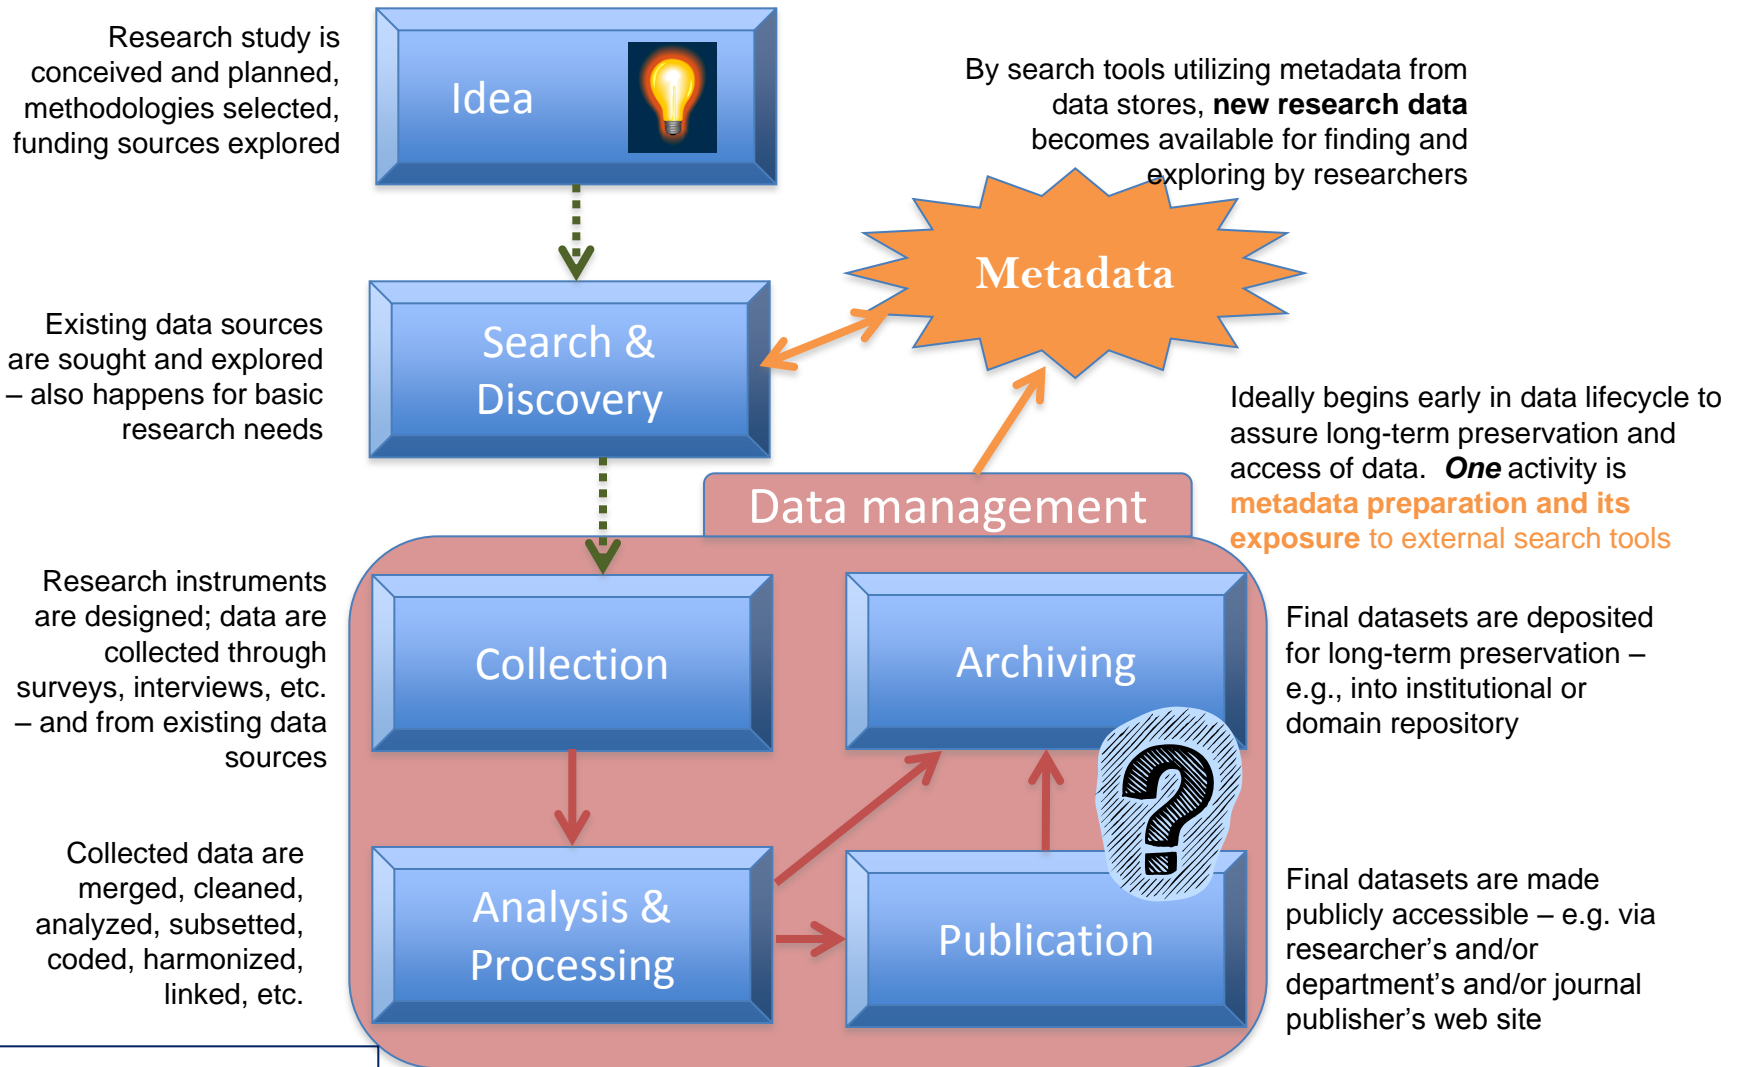 Research study is
conceived and planned,
methodologies selected,
funding sources explored
Idea
By search tools utilizing metadata from
data stores, new research data
becomes available for finding and
exploring by researchers
Metadata
Existing data sources
are sought and explored
– also happens for basic
research needs
Search &
Discovery
Ideally begins early in data lifecycle to
assure long-term preservation and
access of data. One activity is
metadata preparation and its
exposure to external search tools
Data management
Research instruments
are designed; data are
collected through
surveys, interviews, etc.
– and from existing data
sources
Collection
Archiving
Final datasets are deposited
for long-term preservation –
e.g., into institutional or
domain repository
?
Collected data are
merged, cleaned,
analyzed, subsetted,
coded, harmonized,
linked, etc.
Analysis &
Processing
Publication
Final datasets are made
publicly accessible – e.g. via
researcher’s and/or
department’s and/or journal
publisher’s web site